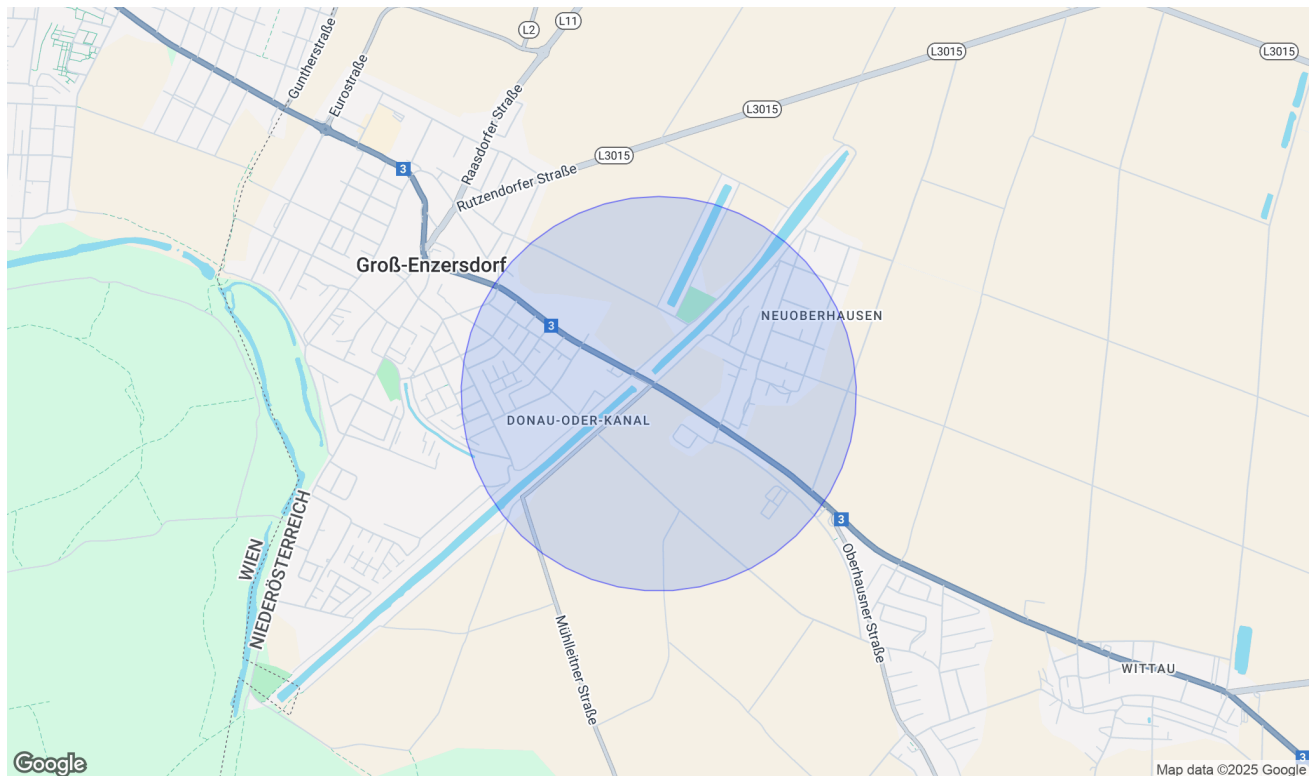 L2
L11
Guntherstraße
Eurostraße
L3015
L3015
L3015
3
Raasdorfer Straße
L3015
Rutzendorfer Straße
Groß-Enzersdorf
NEUOBERHAUSEN
3
DONAU-ODER-KANAL
3
WIEN
NIEDERÖSTERREICH
Oberhausner Straße
Mühlleitner Straße
WITTAU
3
Google
Map data ©2025 Google